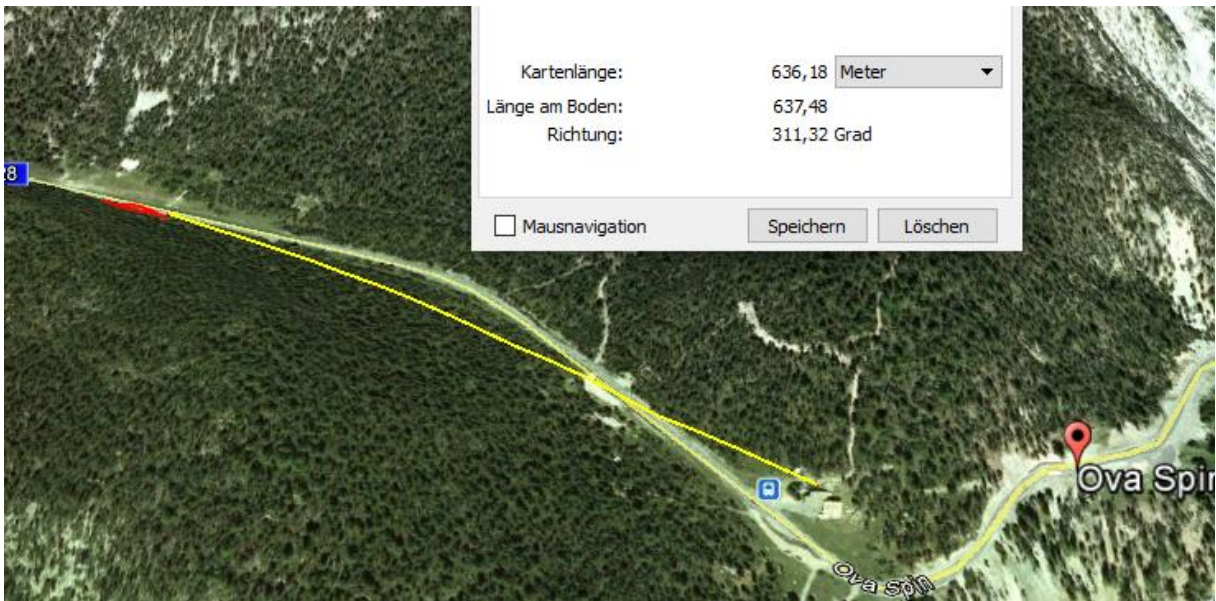 Kartenlänge: 636,18 Meter
Länge am Boden: 637,48
Richtung: 311,32 Grad
28
Mausnavigation Speichern Löschen
Ova Spin
Ova Spin